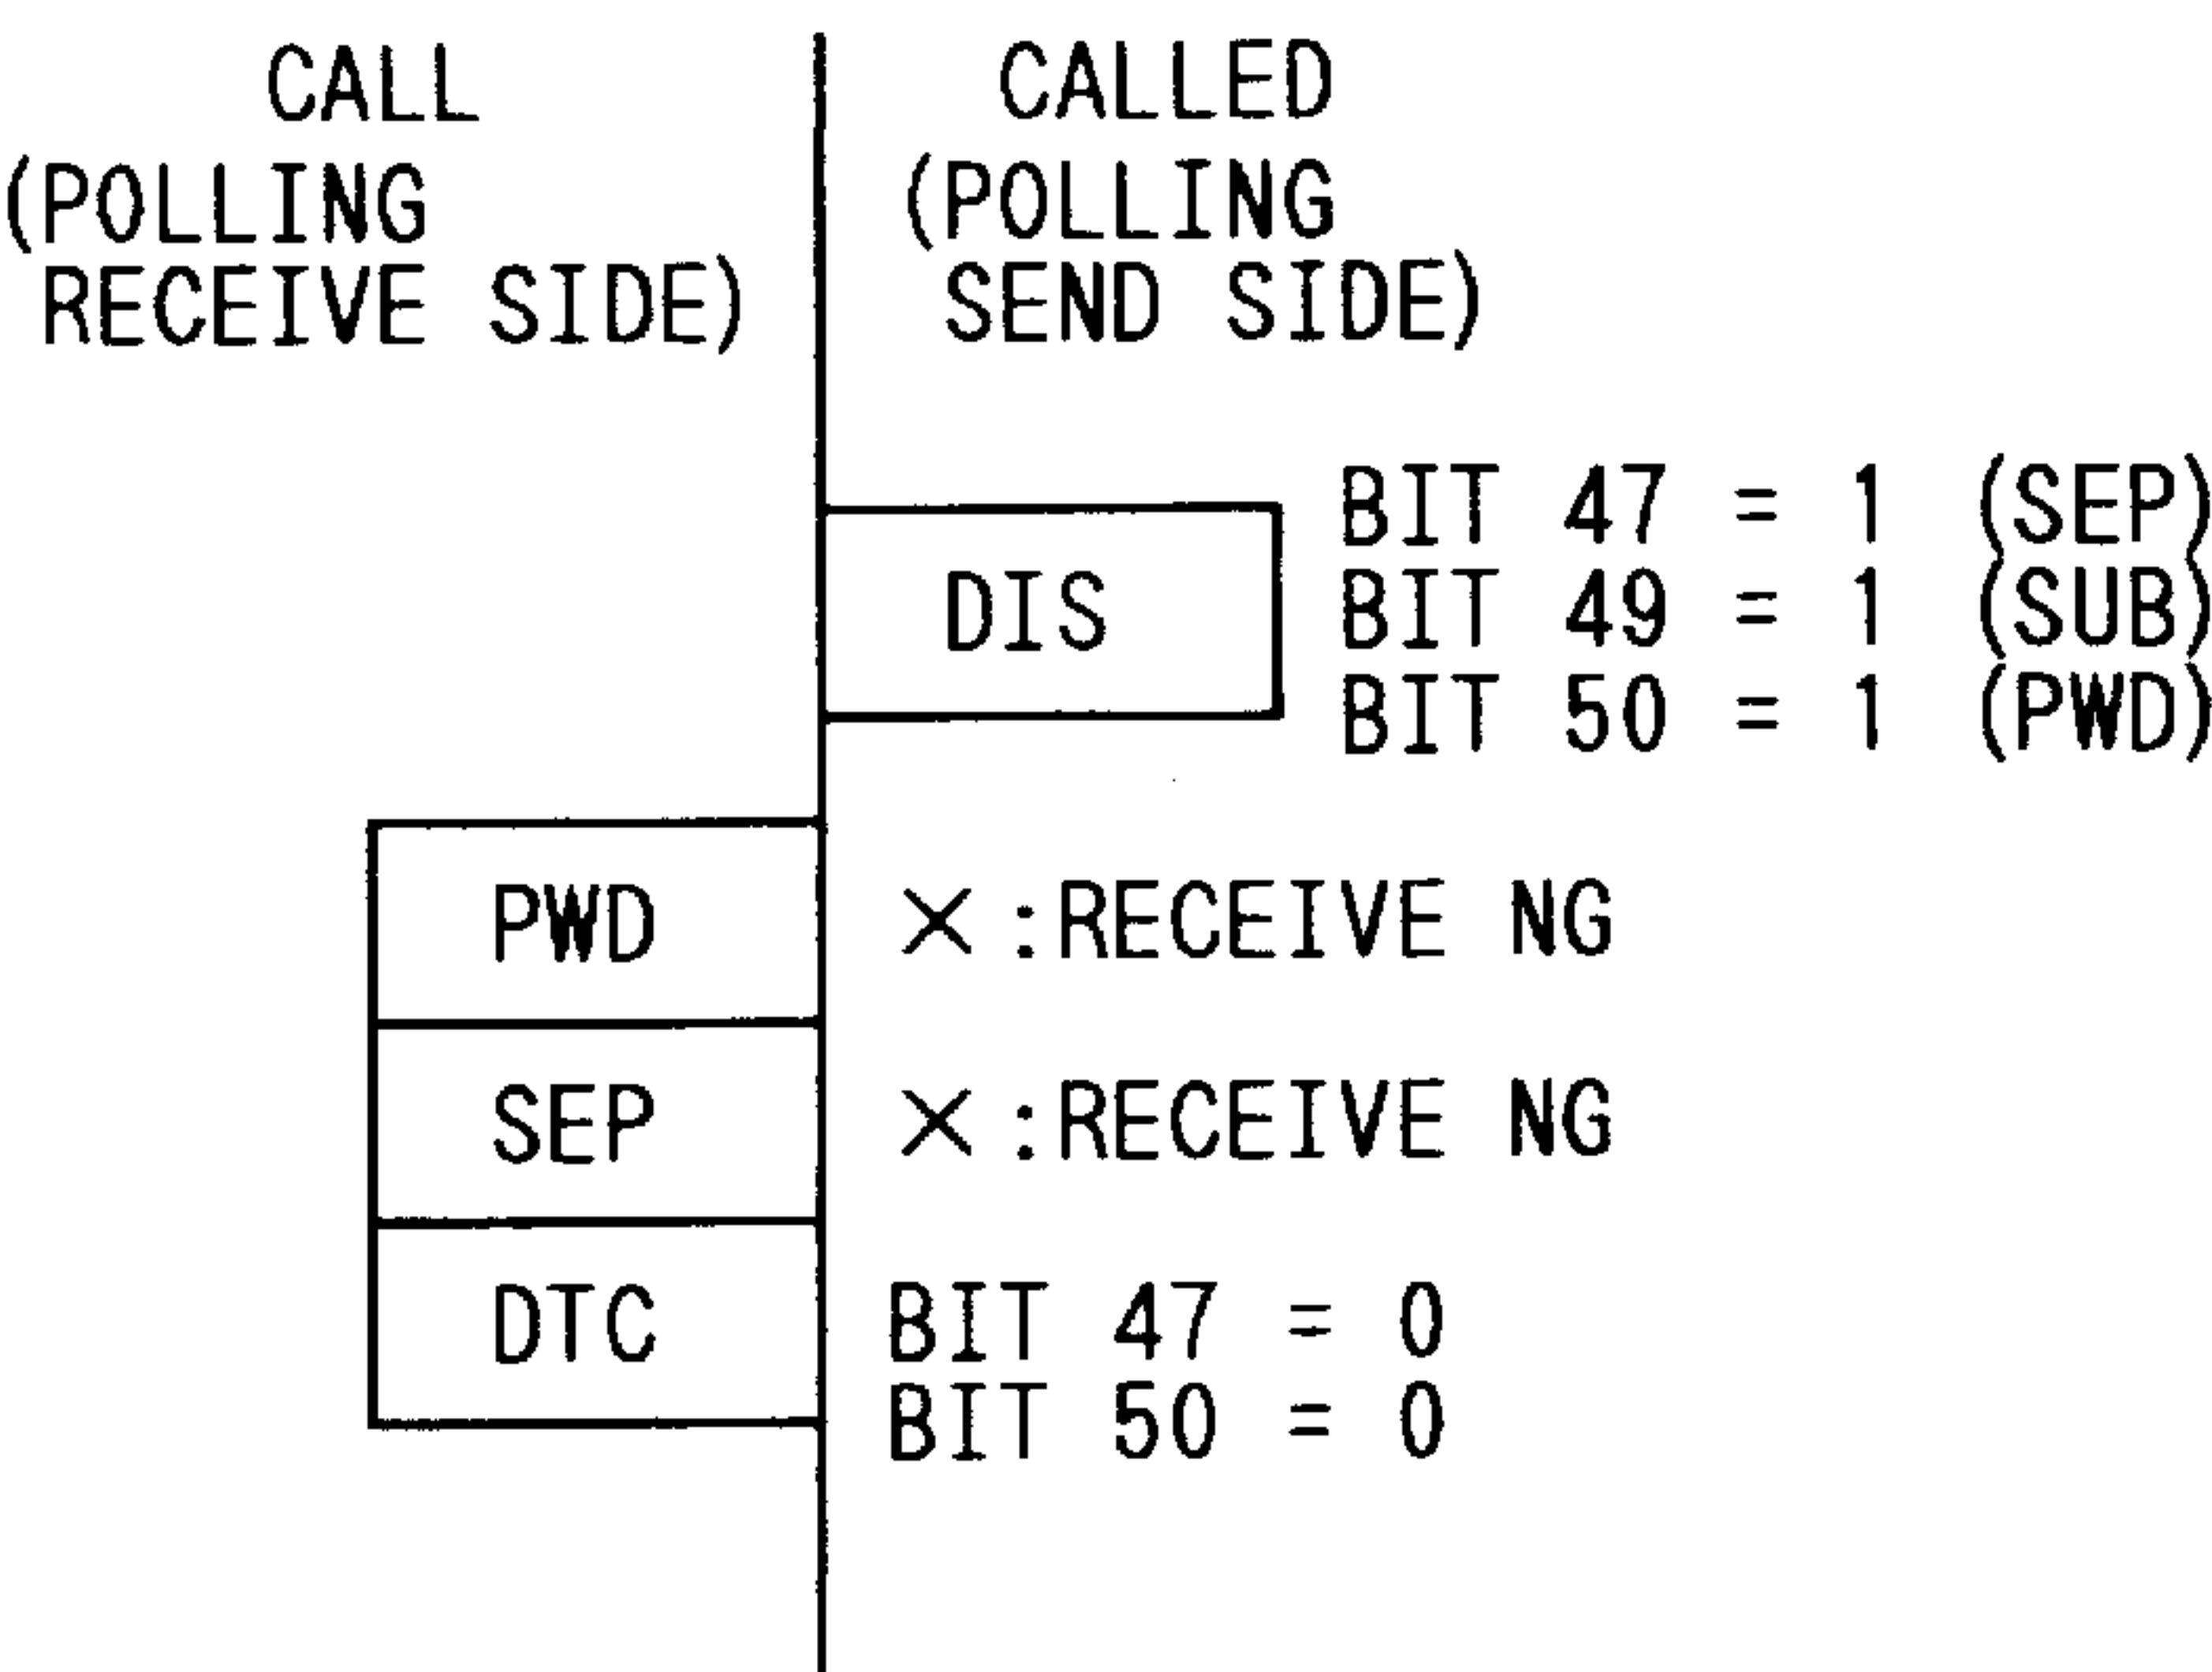 CALL
(POLLING
RECEIVE SIDE)
CALLED
(POLLING
SEND SIDE)
DIS
BIT 47 = 1 (SEP)
BIT 49 = 1 (SUB)
BIT 50 = 1 (PWD)
PWD
×:RECEIVE NG
SEP
×:RECEIVE NG
DTC
BIT 47 = 0
BIT 50 = 0